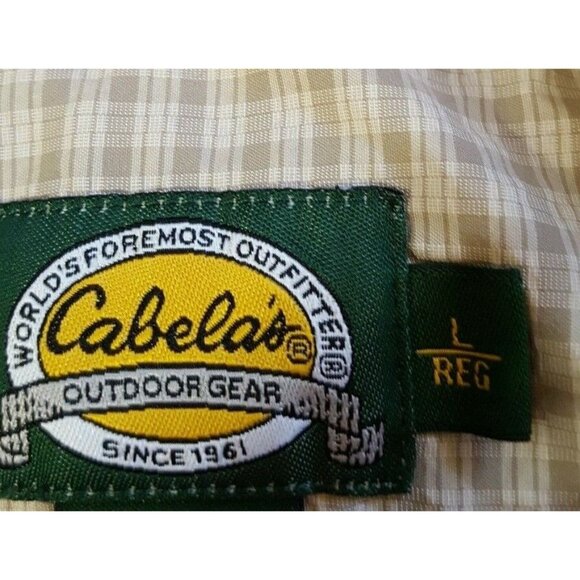 WORLD'S FOREMOST OUTFITTER®
Cabela's®
OUTDOOR GEAR
SINCE 1961
L
REG